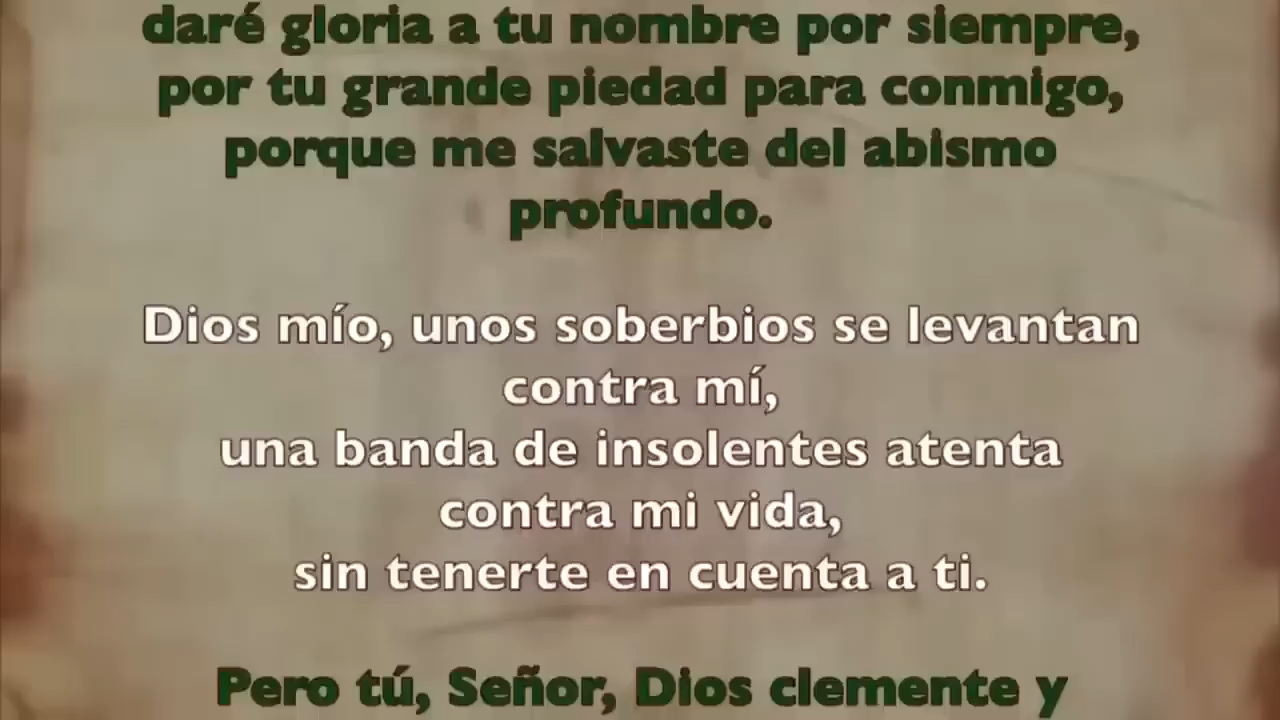 daré gloria a tu nombre por siempre,
por tu grande piedad para conmigo,
porque me salvaste del abismo
profundo.
Dios mío, unos soberbios se levantan
contra mí,
una banda de insolentes atenta
contra mi vida,
sin tenerte en cuenta a ti.
Pero tú, Señor, Dios clemente y